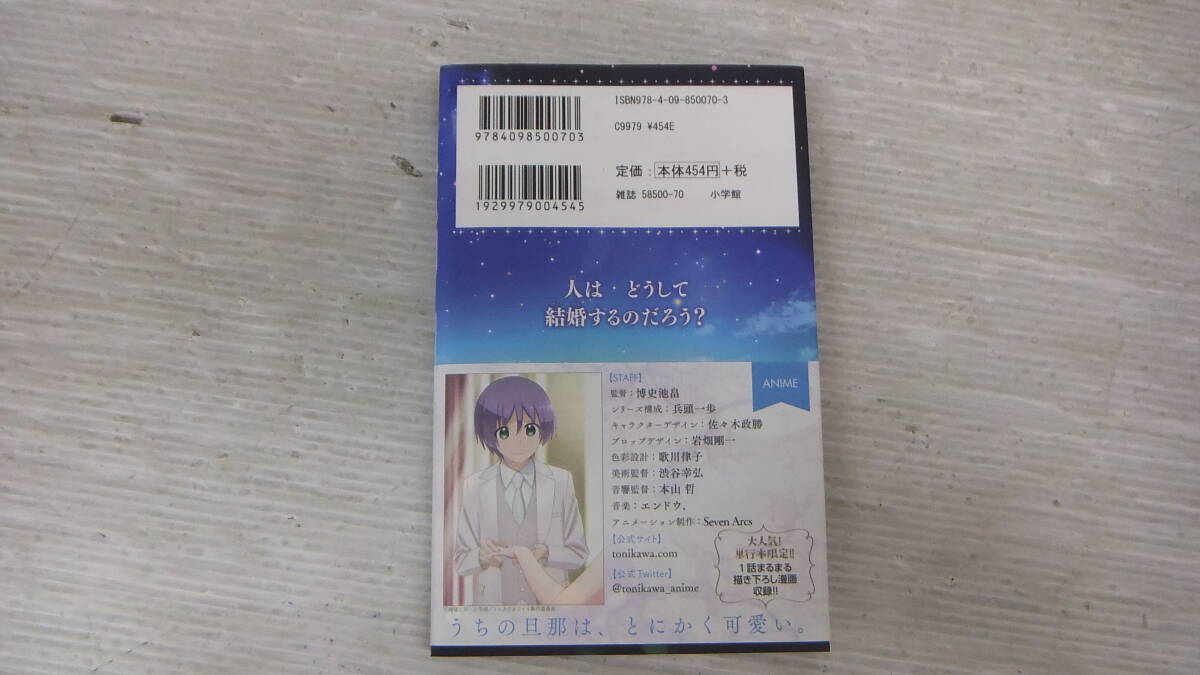 ISBN978-4-09-850070-3
9784098500703
C9979 ¥454E
定価：本体454円+税
1929979004545
雑誌 58500-70 小学館
人は どうして
結婚するのだろう?
ANIME
【STAFF】
監督：博史池畠
シリーズ構成：兵頭一歩
キャラクターデザイン：佐々木政勝
プロップデザイン：岩畑剛一
色彩設計：歌川律子
美術監督：渋谷幸弘
音響監督：本山 哲
音楽：エンドウ.
アニメーション制作：Seven Arcs
【公式サイト】
tonikawa.com
【公式Twitter】
@tonikawa_anime
大人気!
単行本限定!!
1話まるまる
描き下ろし漫画
収録!!
うちの旦那は、とにかく可愛い。